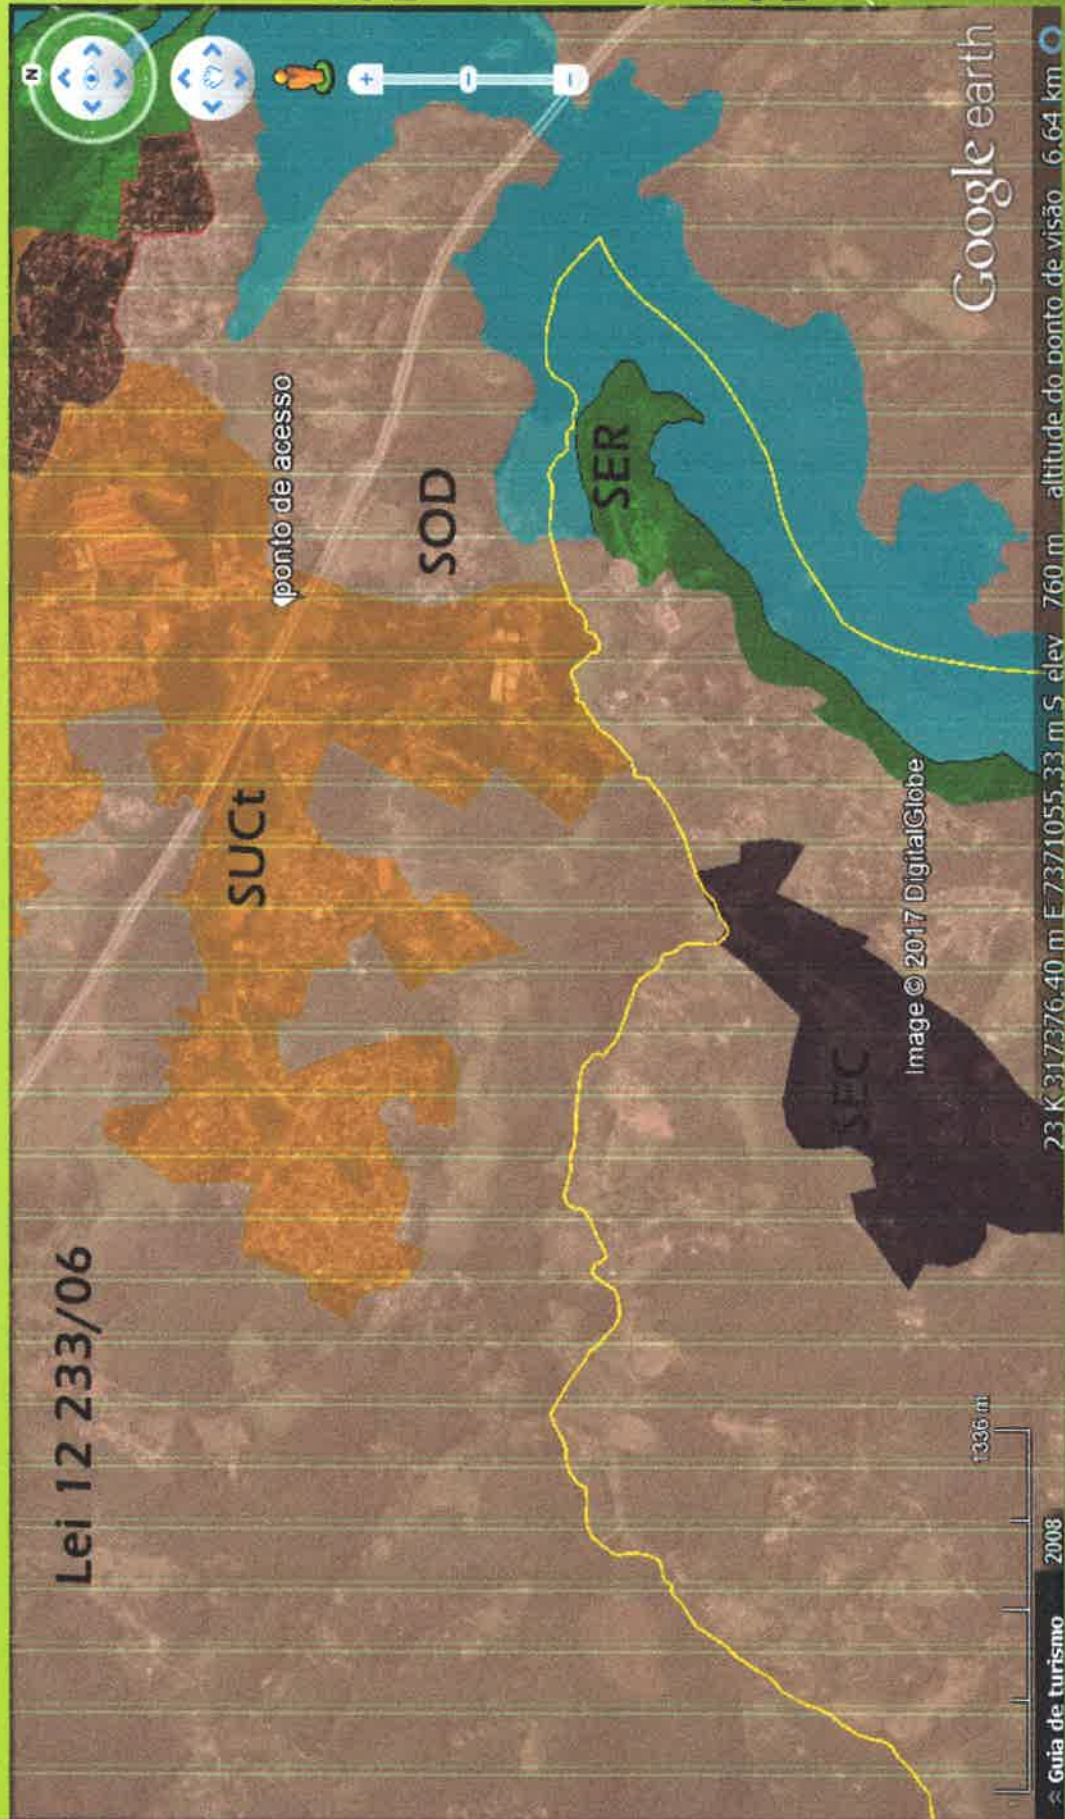 Lei 12 233/06
SUCt
ponto de acesso
SOD
SER
SEC
N
Image © 2017 DigitalGlobe
Google earth
1336 m
Guia de turismo
2008
23 K 317376.40 m E 7371055.33 m S elev 760 m altitude do ponto de visão 6.64 km